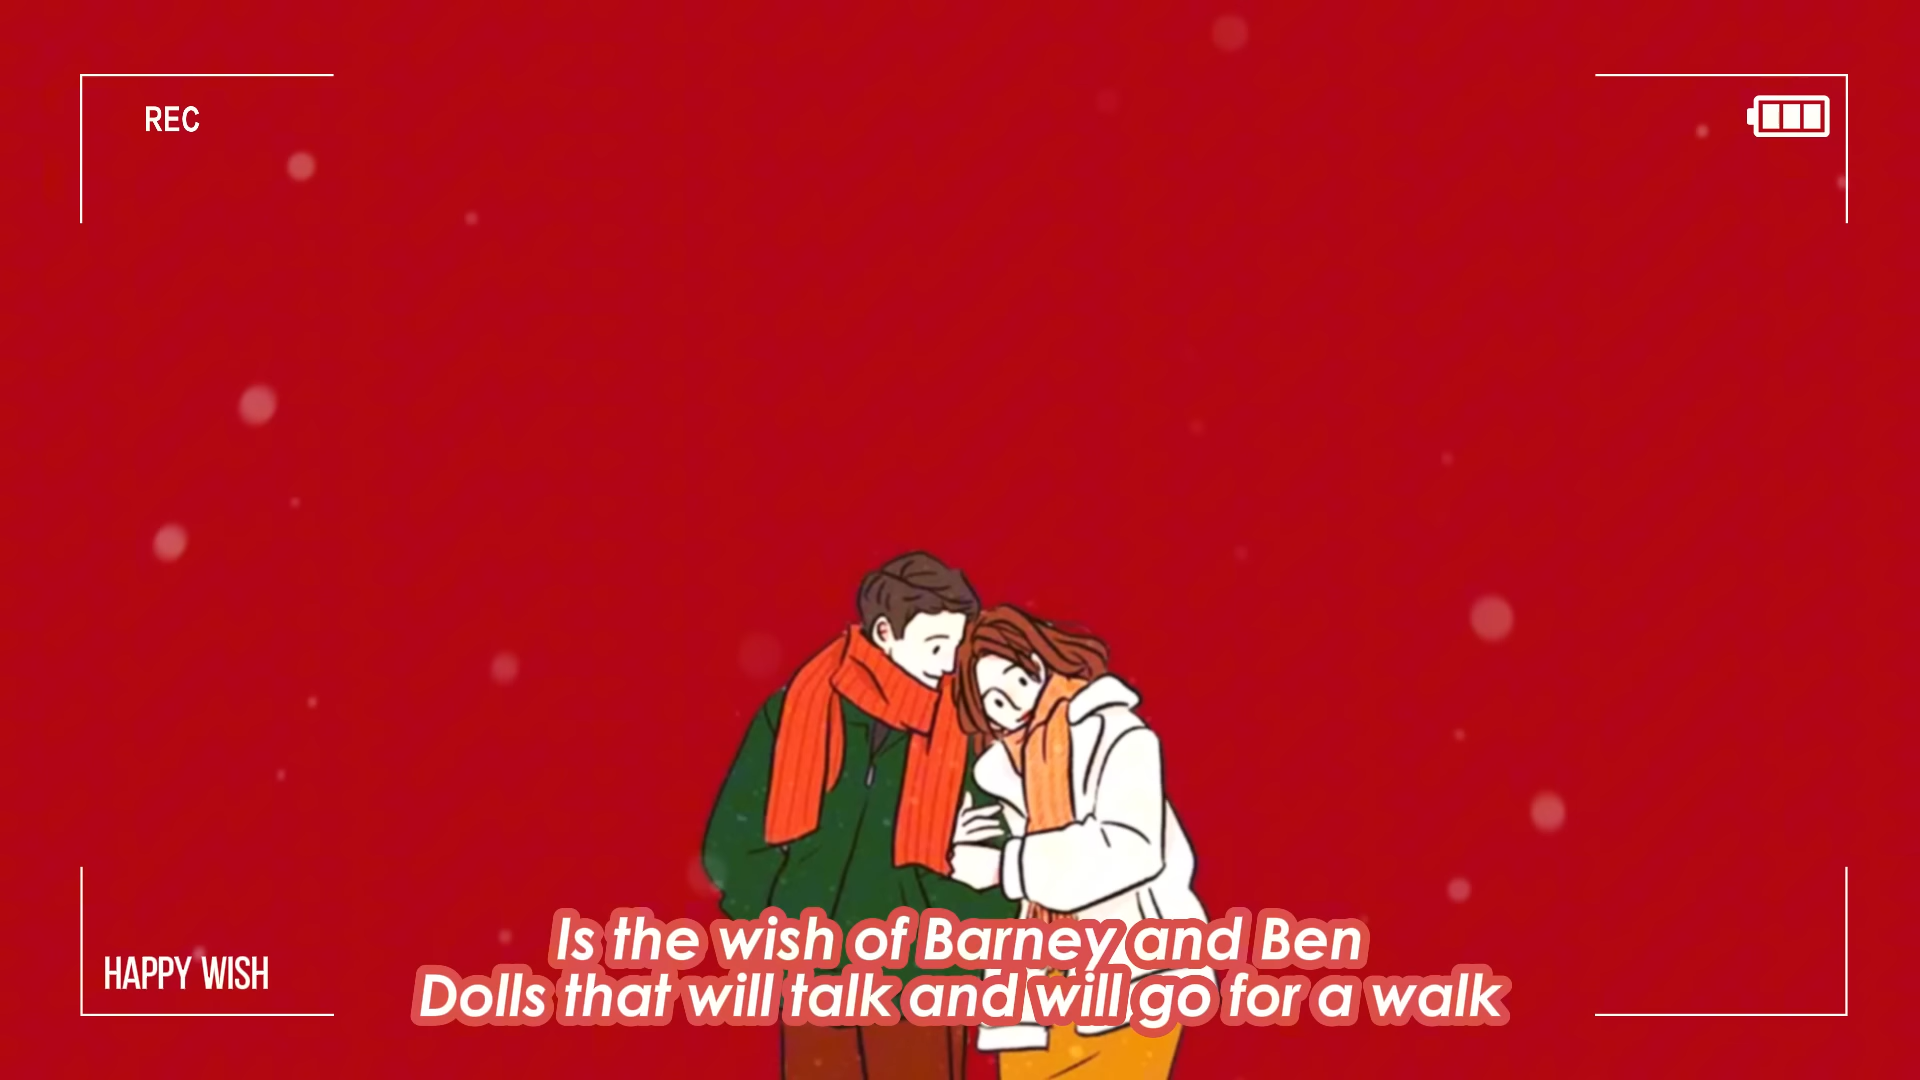 REC
Is the wish of Barney and Ben
Dolls that will talk and will go for a walk
HAPPY WISH